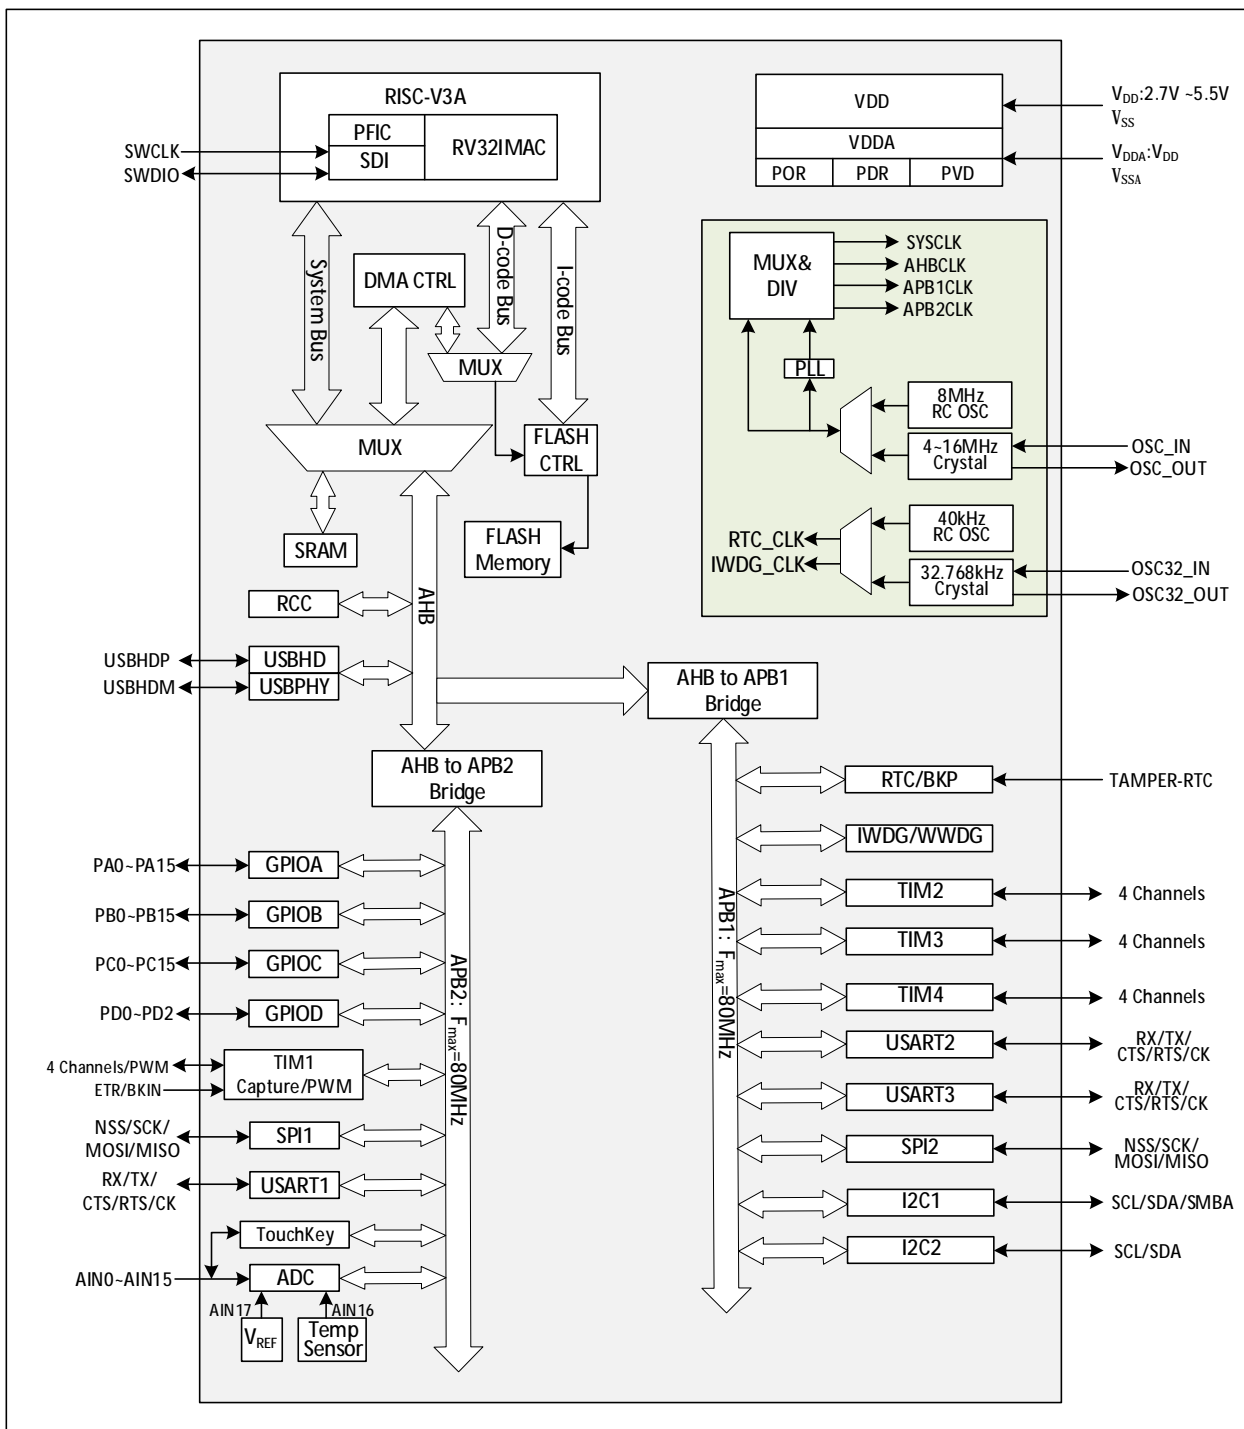 RISC-V3A
PFIC
SDI
RV32IMAC
SWCLK
SWDIO
VDD
VDDA
POR
PDR
PVD
VDD:2.7V ~5.5V
VSS
VDDA:VDD
VSSA
System Bus
D-code Bus
I-code Bus
DMA CTRL
MUX
MUX
FLASH
CTRL
SRAM
FLASH
Memory
MUX&
DIV
SYSCLK
AHBCLK
APB1CLK
APB2CLK
PLL
8MHz
RC OSC
4~16MHz
Crystal
OSC_IN
OSC_OUT
40kHz
RC OSC
RTC_CLK
IWDG_CLK
32.768kHz
Crystal
OSC32_IN
OSC32_OUT
RCC
AHB
USBHDP
USBHDM
USBHD
USBPHY
AHB to APB1
Bridge
AHB to APB2
Bridge
PA0~PA15
GPIOA
PB0~PB15
GPIOB
PC0~PC15
GPIOC
PD0~PD2
GPIOD
4 Channels/PWM
ETR/BKIN
TIM1
Capture/PWM
NSS/SCK/
MOSI/MISO
SPI1
RX/TX/
CTS/RTS/CK
USART1
TouchKey
AIN0~AIN15
ADC
AIN17
AIN16
VREF
Temp
Sensor
APB2: Fmax=80MHz
APB1: Fmax=80MHz
RTC/BKP
TAMPER-RTC
IWDG/WWDG
TIM2
4 Channels
TIM3
4 Channels
TIM4
4 Channels
USART2
RX/TX/
CTS/RTS/CK
USART3
RX/TX/
CTS/RTS/CK
SPI2
NSS/SCK/
MOSI/MISO
I2C1
SCL/SDA/SMBA
I2C2
SCL/SDA